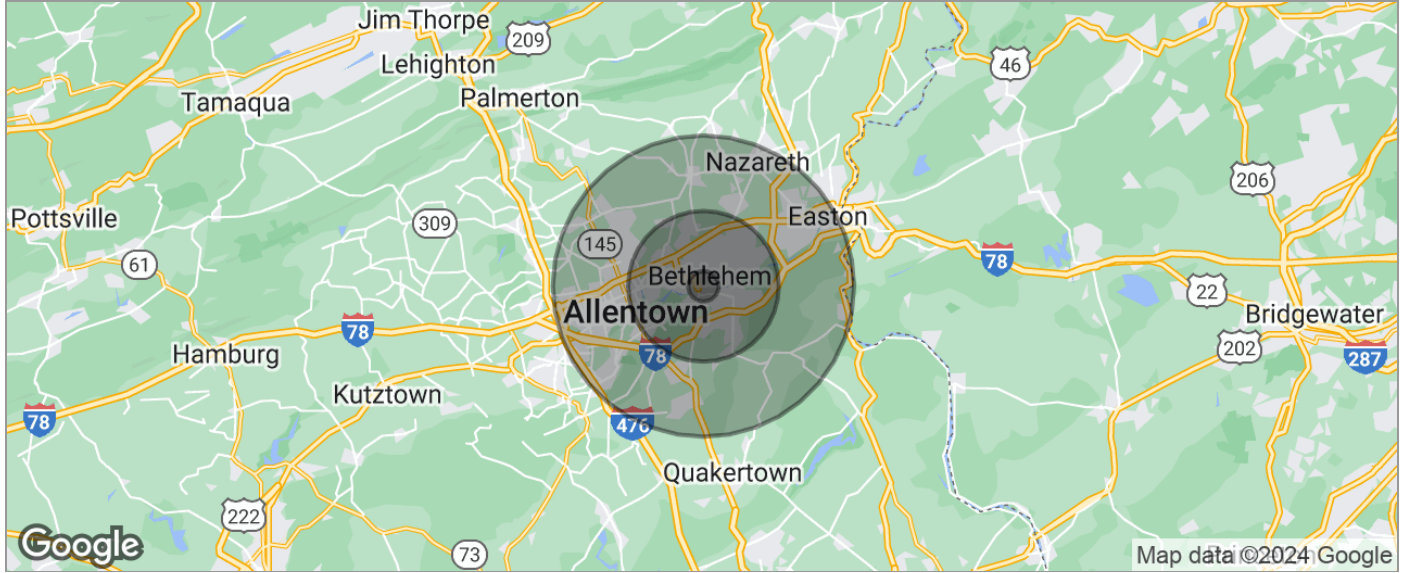 Jim Thorpe
209
Lehighton
46
Tamaqua
Palmerton
Nazareth
206
Pottsville
309
Easton
145
61
78
Bethlehem
22
Allentown
Bridgewater
78
78
202
287
Hamburg
Kutztown
78
476
Quakertown
222
Google
73
Map data ©2024 Google